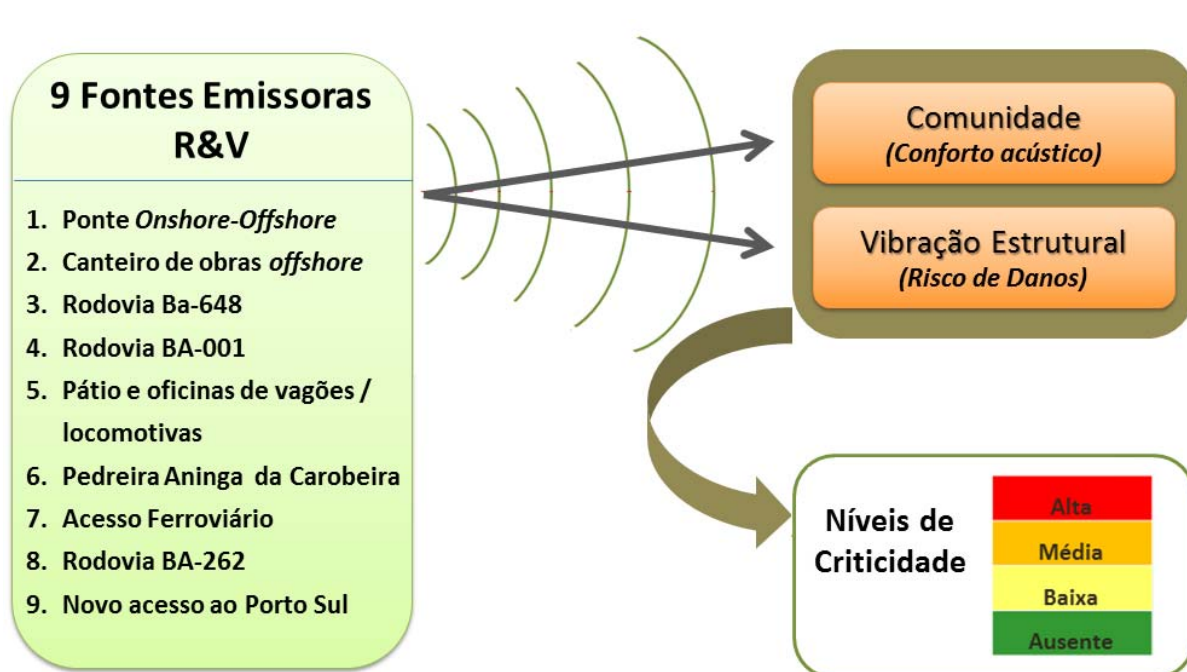 9 Fontes Emissoras
R&V
1. Ponte Onshore-Offshore
2. Canteiro de obras offshore
3. Rodovia Ba-648
4. Rodovia BA-001
5. Pátio e oficinas de vagões /
locomotivas
6. Pedreira Aninga da Carobeira
7. Acesso Ferroviário
8. Rodovia BA-262
9. Novo acesso ao Porto Sul
Comunidade
(Conforto acústico)
Vibração Estrutural
(Risco de Danos)
Níveis de
Criticidade
Alta
Média
Baixa
Ausente